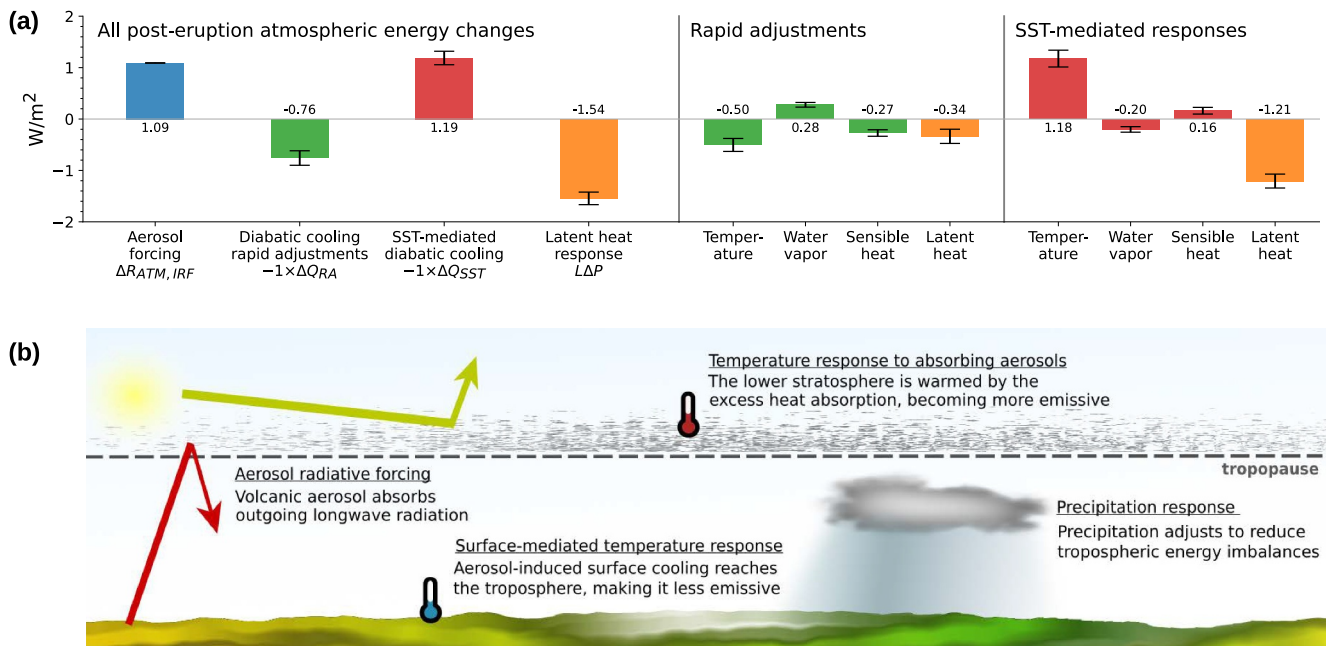 (a)
All post-eruption atmospheric energy changes
Rapid adjustments
SST-mediated responses
W/m²
2
1
0
−1
−2
1.09
-0.76
1.19
-1.54
-0.50
0.28
-0.27
-0.34
1.18
-0.20
0.16
-1.21
Aerosol
forcing
ΔR_ATM, IRF
Diabatic cooling
rapid adjustments
−1×ΔQ_RA
SST-mediated
diabatic cooling
−1×ΔQ_SST
Latent heat
response
LΔP
Temper-
ature
Water
vapor
Sensible
heat
Latent
heat
Temper-
ature
Water
vapor
Sensible
heat
Latent
heat
(b)
Temperature response to absorbing aerosols
The lower stratosphere is warmed by the
excess heat absorption, becoming more emissive
tropopause
Aerosol radiative forcing
Volcanic aerosol absorbs
outgoing longwave radiation
Precipitation response
Precipitation adjusts to reduce
tropospheric energy imbalances
Surface-mediated temperature response
Aerosol-induced surface cooling reaches
the troposphere, making it less emissive